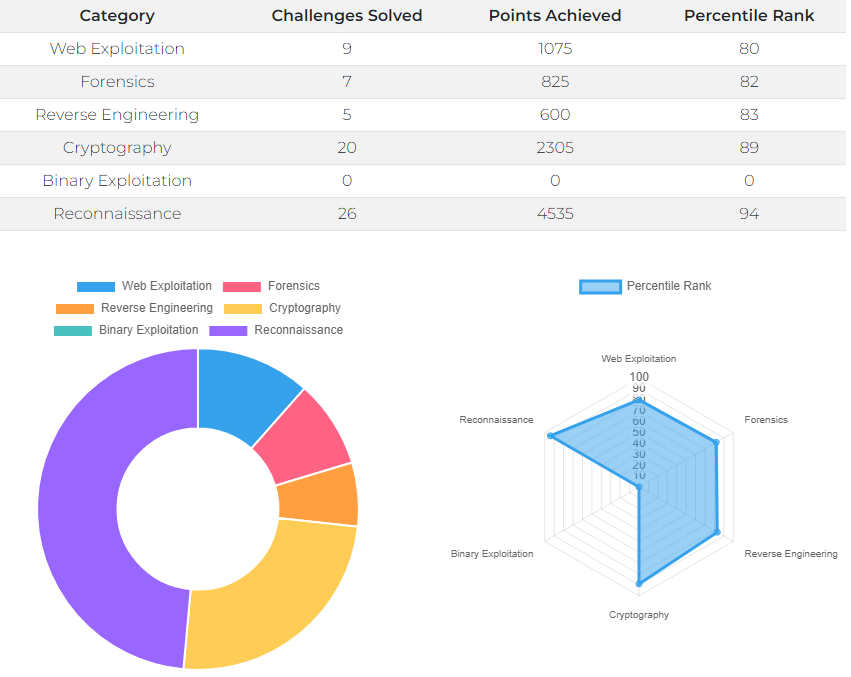 Category Challenges Solved Points Achieved Percentile Rank
Web Exploitation 9 1075 80
Forensics 7 825 82
Reverse Engineering 5 600 83
Cryptography 20 2305 89
Binary Exploitation 0 0 0
Reconnaissance 26 4535 94
Web Exploitation Forensics
Reverse Engineering Cryptography
Binary Exploitation Reconnaissance
Percentile Rank
Web Exploitation
100
90
80
70
60
50
40
30
20
10
Reconnaissance Forensics
Binary Exploitation Reverse Engineering
Cryptography